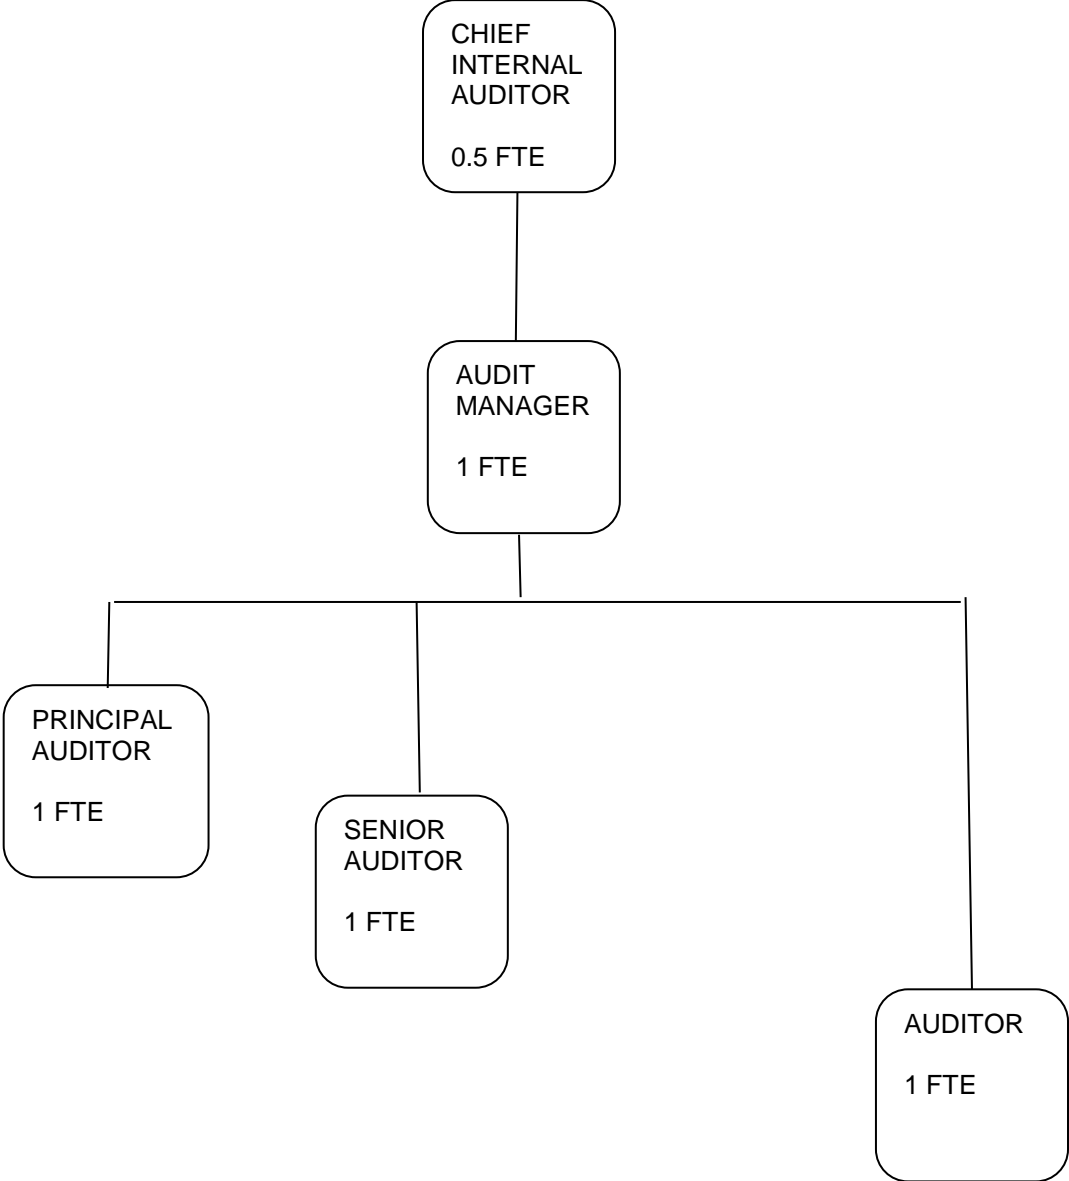 CHIEF
INTERNAL
AUDITOR
0.5 FTE
AUDIT
MANAGER
1 FTE
PRINCIPAL
AUDITOR
1 FTE
SENIOR
AUDITOR
1 FTE
AUDITOR
1 FTE